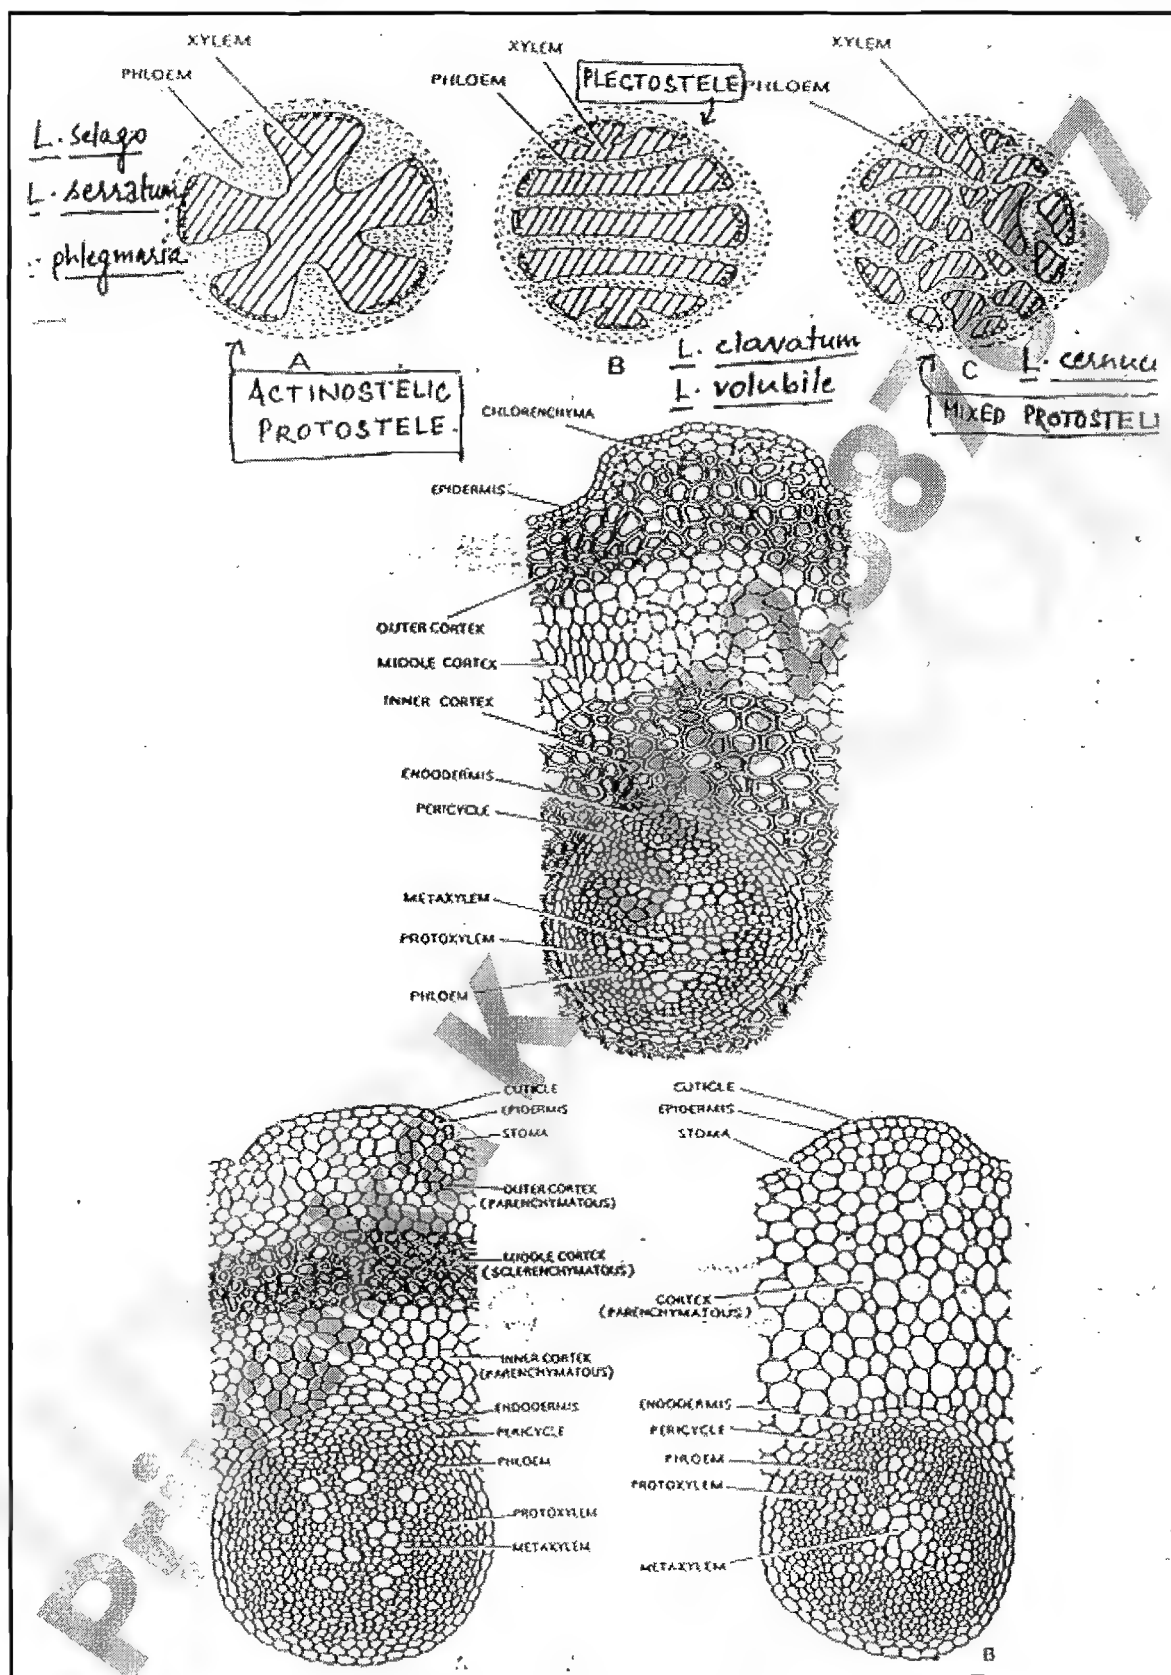 XYLEM
PHLOEM
L. selago
L. serratum
phlegmaria
A
ACTINOSTELIC
PROTOSTELE.
XYLEM
PHLOEM
PLECTOSTELE
B
L. clavatum
L. volubile
XYLEM
PHLOEM
C
L. cernuc
MIXED PROTOSTEL
CHLORENCHYMA
EPIDERMIS
OUTER CORTEX
MIDDLE CORTEX
INNER CORTEX
ENDODERMIS
PERICYCLE
METAXYLEM
PROTOXYLEM
PHLOEM
CUTICLE
EPIDERMIS
STOMA
OUTER CORTEX
(PARENCHYMATOUS)
MIDDLE CORTEX
(SCLERENCHYMATOUS)
INNER CORTEX
(PARENCHYMATOUS)
ENDODERMIS
PERICYCLE
PHLOEM
PROTOXYLEM
METAXYLEM
A
CUTICLE
EPIDERMIS
STOMA
CORTEX
(PARENCHYMATOUS)
ENDODERMIS
PERICYCLE
PHLOEM
PROTOXYLEM
METAXYLEM
B